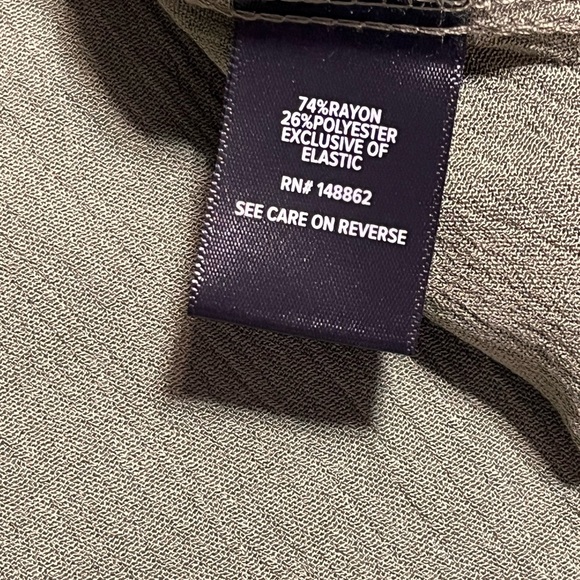 74%RAYON
26%POLYESTER
EXCLUSIVE OF
ELASTIC
RN# 148862
SEE CARE ON REVERSE